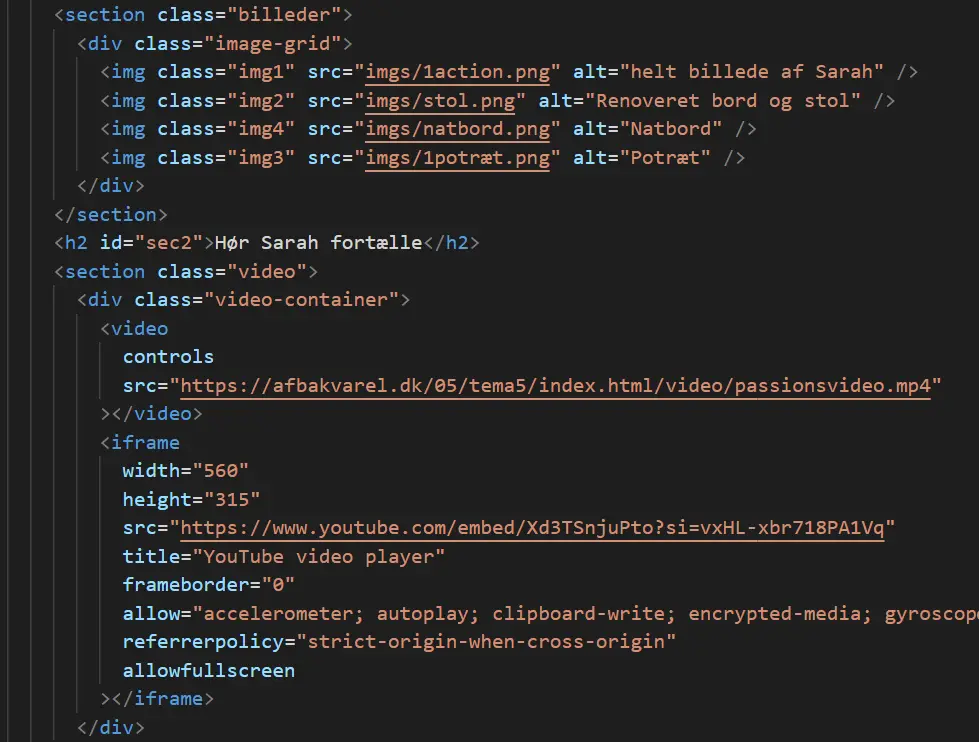 <section class="billeder">
<div class="image-grid">
<img class="img1" src="imgs/1action.png" alt="helt billede af Sarah" />
<img class="img2" src="imgs/stol.png" alt="Renoveret bord og stol" />
<img class="img4" src="imgs/natbord.png" alt="Natbord" />
<img class="img3" src="imgs/1potræt.png" alt="Potræt" />
</div>
</section>
<h2 id="sec2">Hør Sarah fortælle</h2>
<section class="video">
<div class="video-container">
<video
controls
src="https://afbakvarel.dk/05/tema5/index.html/video/passionsvideo.mp4"
></video>
<iframe
width="560"
height="315"
src="https://www.youtube.com/embed/Xd3TSnjuPto?si=vxHL-xbr718PA1Vq"
title="YouTube video player"
frameborder="0"
allow="accelerometer; autoplay; clipboard-write; encrypted-media; gyroscop
referrerpolicy="strict-origin-when-cross-origin"
allowfullscreen
></iframe>
</div>